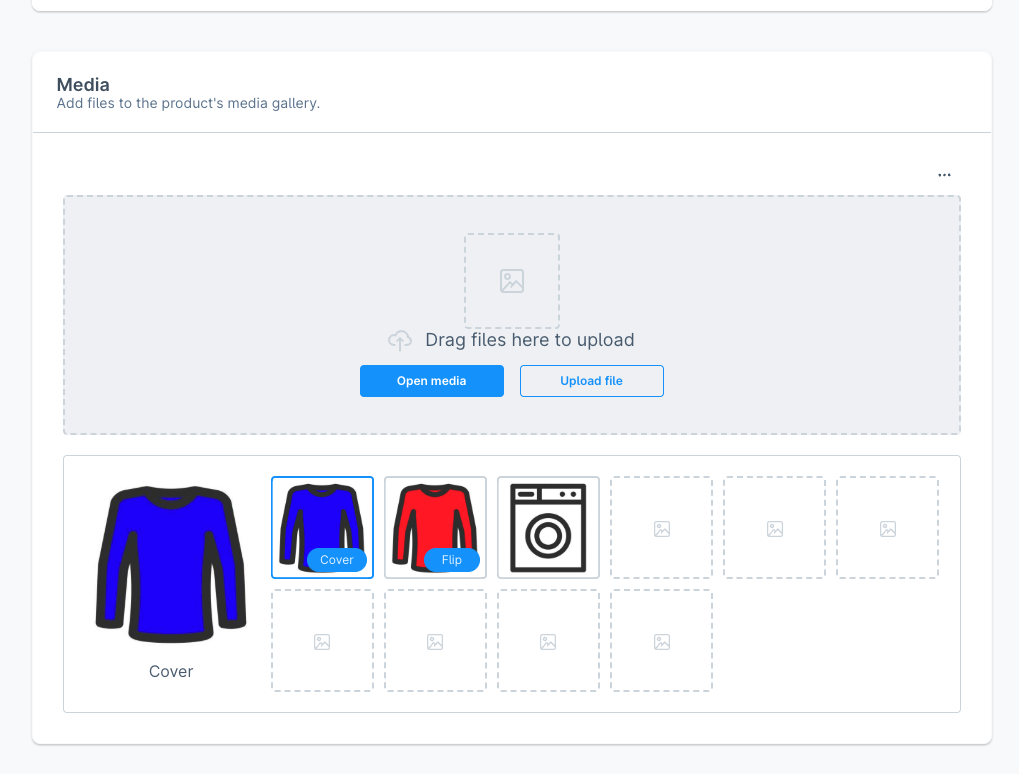 Media
Add files to the product's media gallery.
...
Drag files here to upload
Open media
Upload file
Cover
Flip
Cover